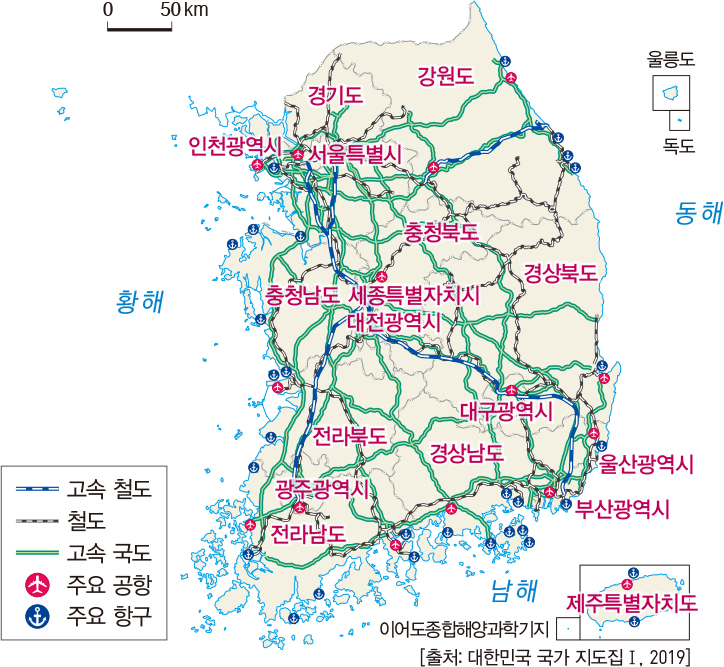 0 50 km
강원도
울릉도
경기도
인천광역시
서울특별시
독도
동해
충청북도
경상북도
황해
충청남도
세종특별자치시
대전광역시
대구광역시
전라북도
경상남도
울산광역시
고속 철도
철도
고속 국도
주요 공항
주요 항구
광주광역시
부산광역시
전라남도
남해
제주특별자치도
이어도종합해양과학기지
[출처: 대한민국 국가 지도집 Ⅰ, 2019]